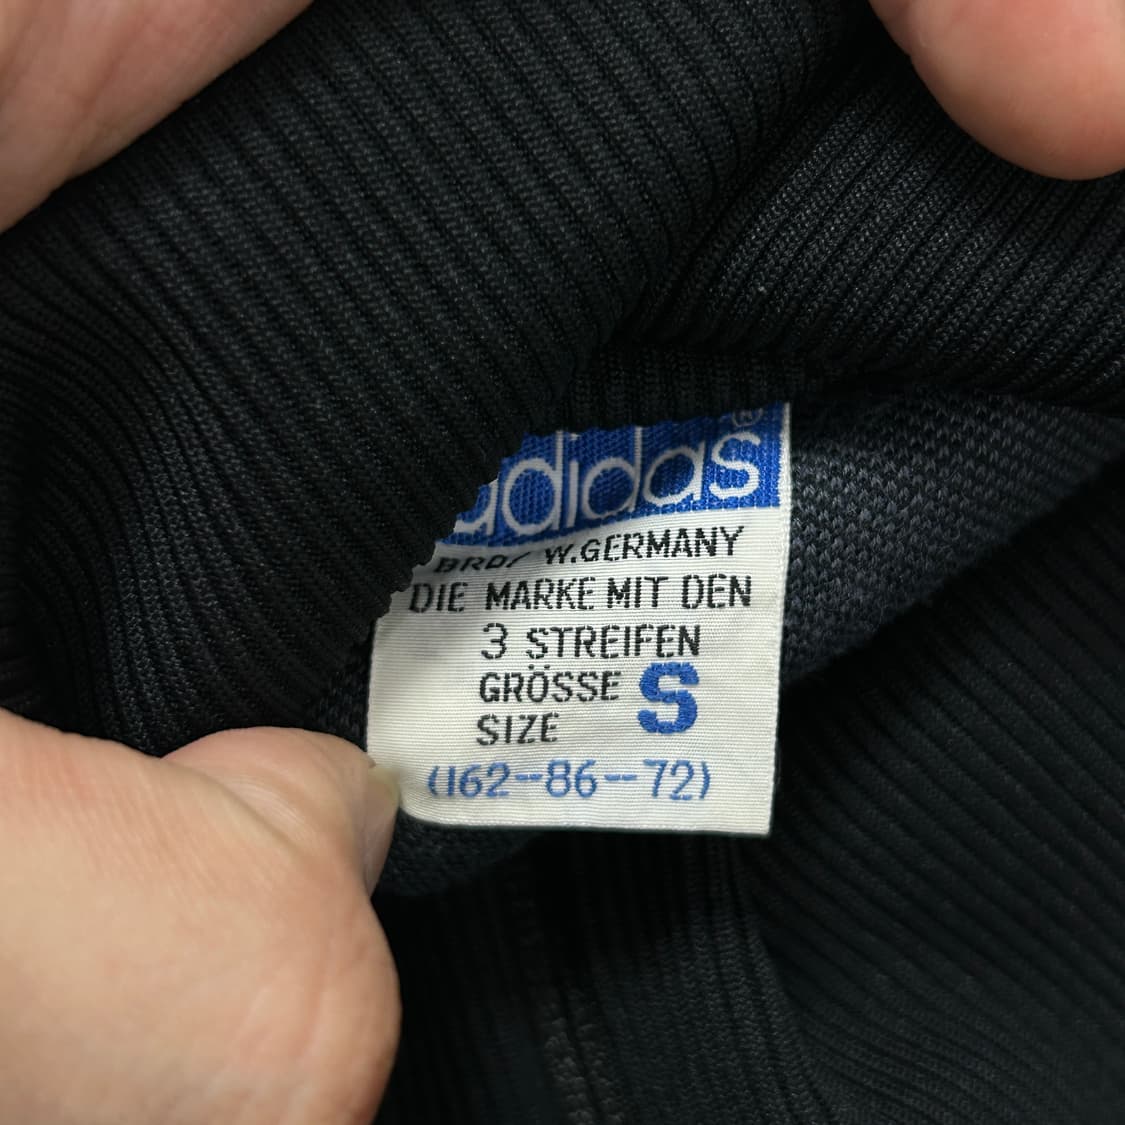 adidas®
BRD/ W.GERMANY
DIE MARKE MIT DEN
3 STREIFEN
GRÖSSE S
SIZE
(162--86--72)